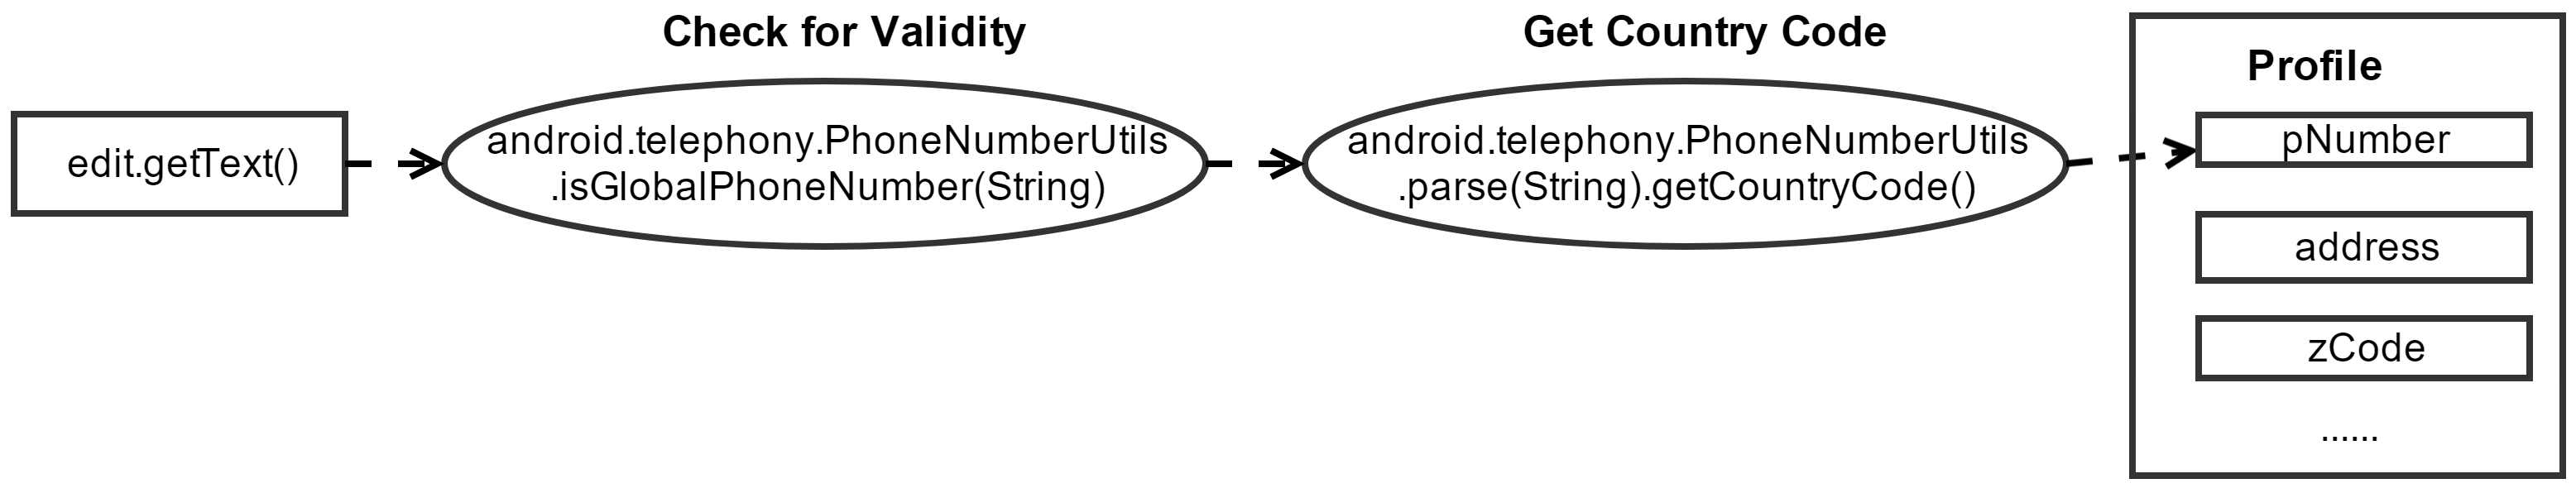 Check for Validity
Get Country Code
Profile
edit.getText()
android.telephony.PhoneNumberUtils
.isGlobalPhoneNumber(String)
android.telephony.PhoneNumberUtils
.parse(String).getCountryCode()
pNumber
address
zCode
......